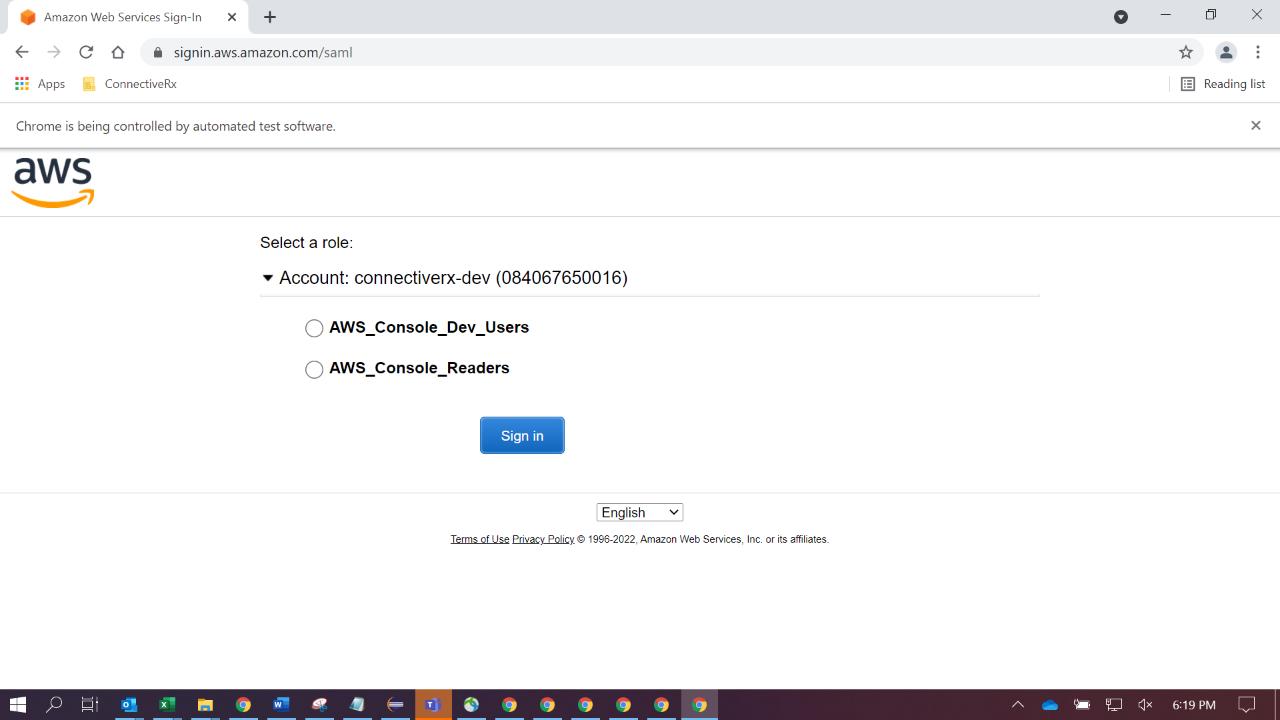 Amazon Web Services Sign-In
signin.aws.amazon.com/saml
Apps
ConnectiveRx
Reading list
Chrome is being controlled by automated test software.
aws
Select a role:
Account: connectiverx-dev (084067650016)
AWS_Console_Dev_Users
AWS_Console_Readers
Sign in
English
Terms of Use Privacy Policy © 1996-2022, Amazon Web Services, Inc. or its affiliates.
6:19 PM